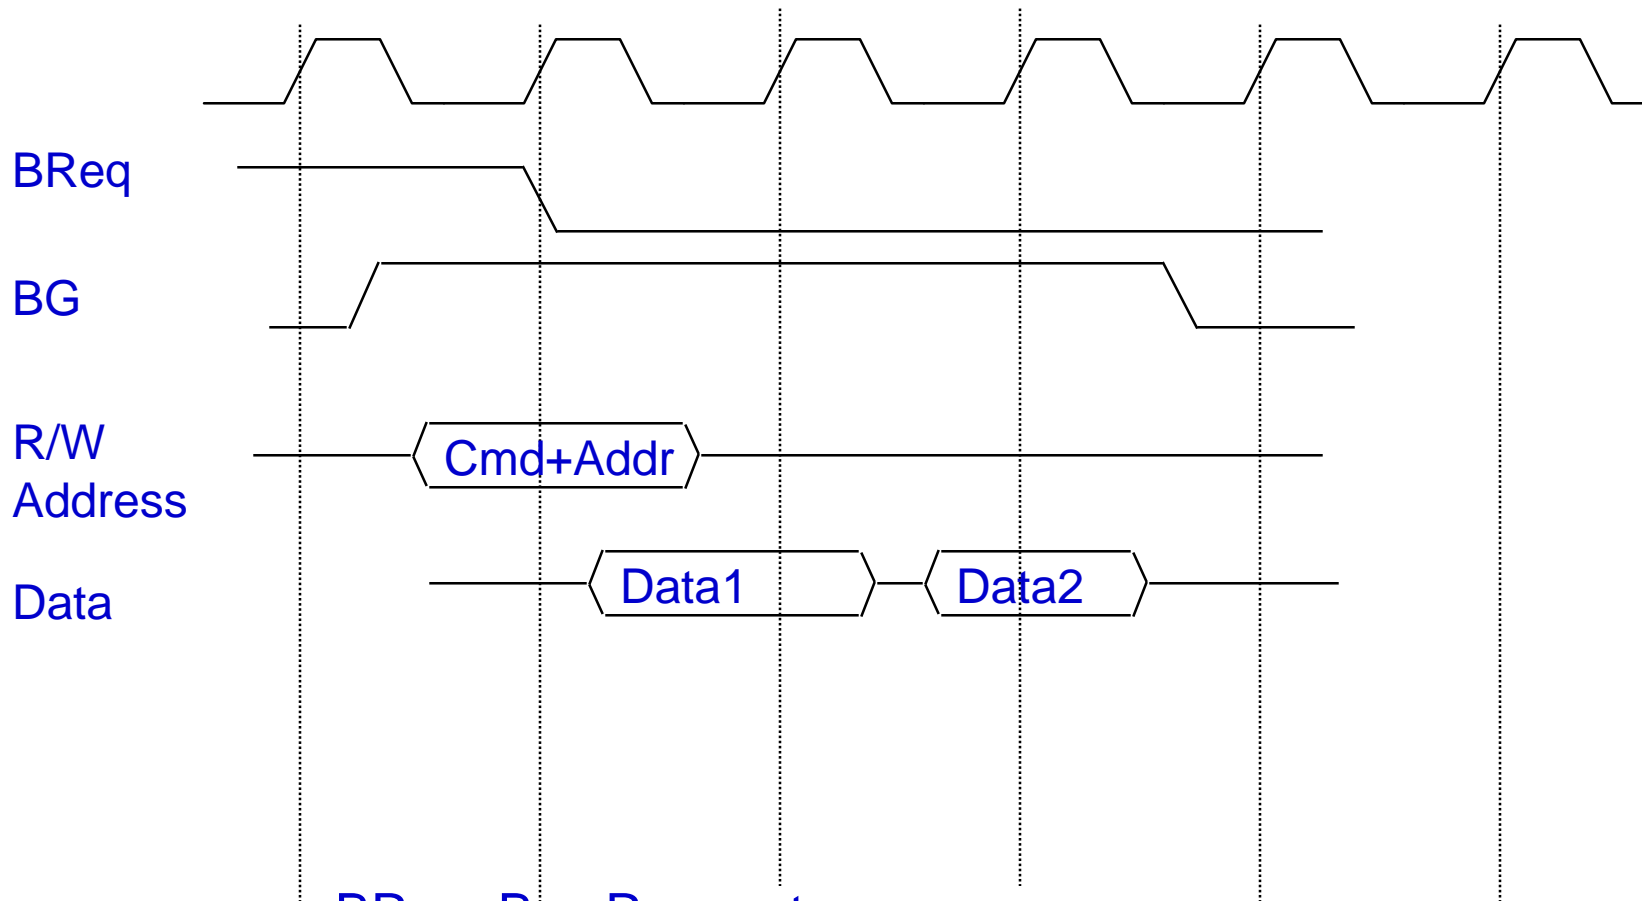 BReq
BG
R/W
Address
Cmd+Addr
Data
Data1
Data2